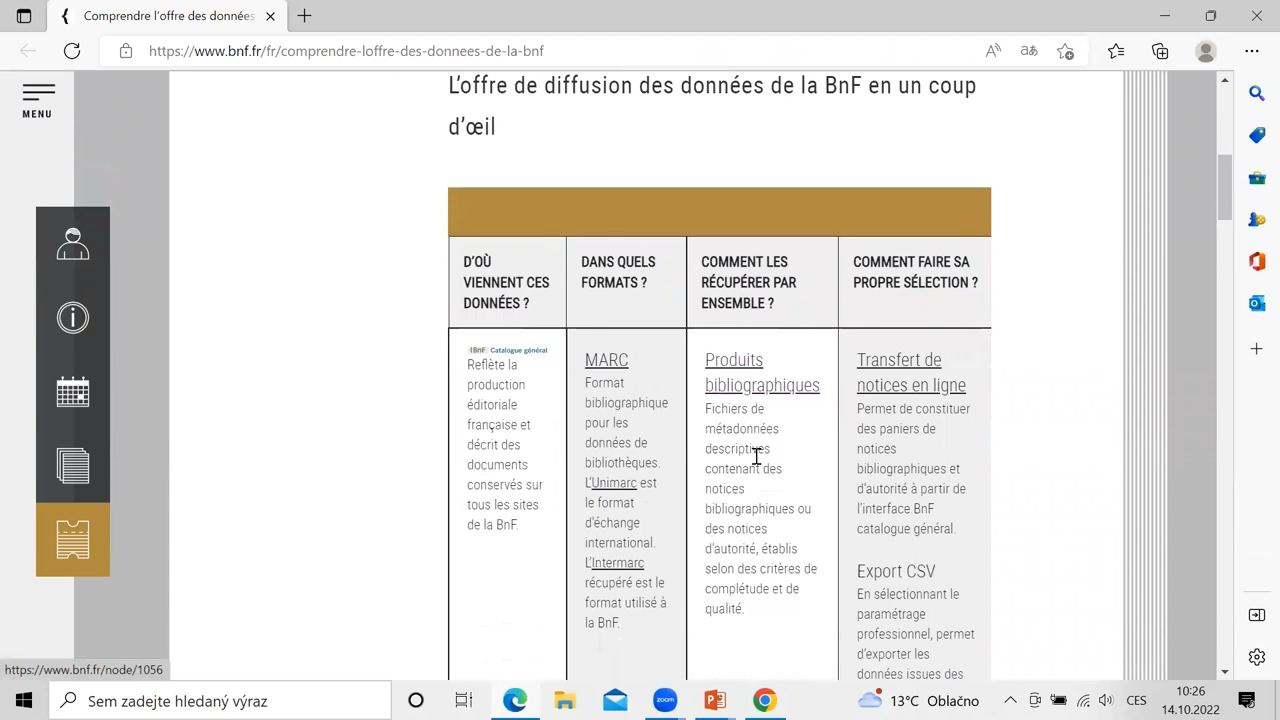 Comprendre l'offre des données
https://www.bnf.fr/fr/comprendre-loffre-des-donnees-de-la-bnf
MENU
L'offre de diffusion des données de la BnF en un coup
d'œil
D'OÙ
VIENNENT CES
DONNÉES ?
DANS QUELS
FORMATS ?
COMMENT LES
RÉCUPÉRER PAR
ENSEMBLE ?
COMMENT FAIRE SA
PROPRE SÉLECTION ?
{BnF Catalogue général
Reflète la
production
éditoriale
française et
décrit des
documents
conservés sur
tous les sites
de la BnF.
MARC
Format
bibliographique
pour les
données de
bibliothèques.
L'Unimarc est
le format
d'échange
international.
L'Intermarc
récupéré est le
format utilisé à
la BnF.
Produits
bibliographiques
Fichiers de
métadonnées
descriptives
contenant des
notices
bibliographiques ou
des notices
d'autorité, établis
selon des critères de
complétude et de
qualité.
Transfert de
notices en ligne
Permet de constituer
des paniers de
notices
bibliographiques et
d'autorité à partir de
l'interface BnF
catalogue général.
Export CSV
En sélectionnant le
paramétrage
professionnel, permet
d'exporter les
données issues des
https://www.bnf.fr/node/1056
Sem zadejte hledaný výraz
zoom
13°C Oblačno
CES
10:26
14.10.2022